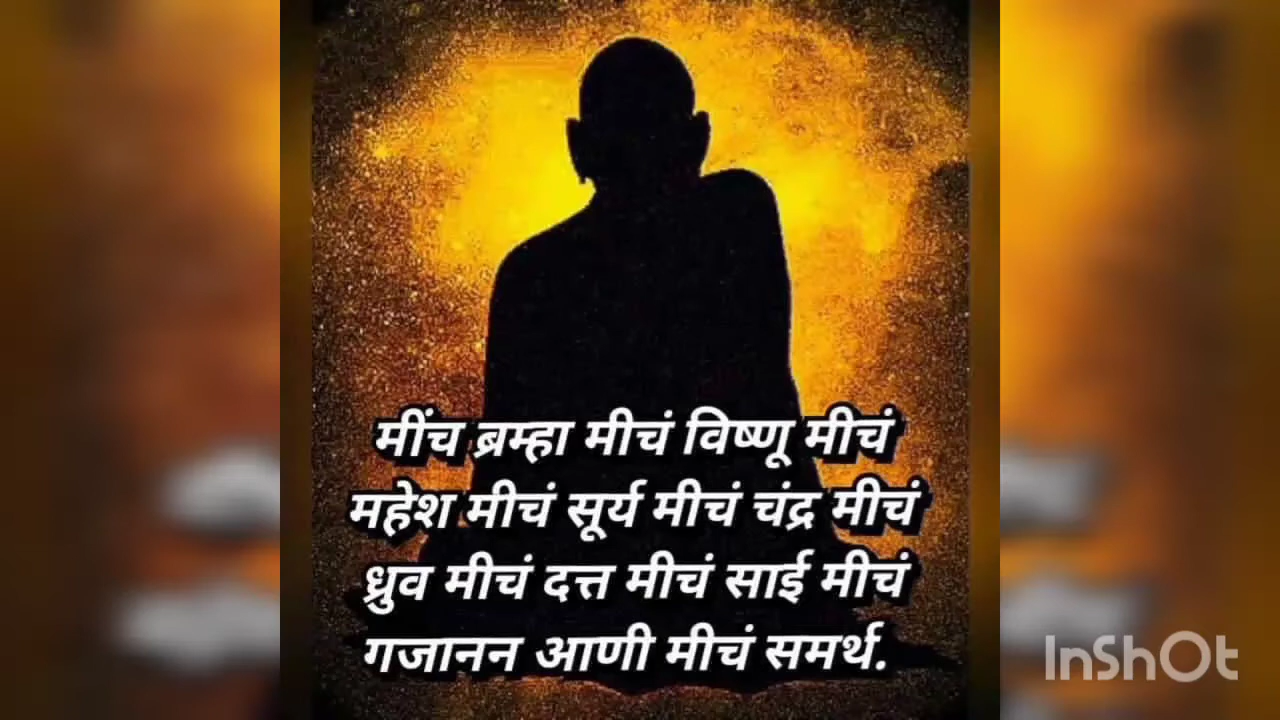 मींच ब्रम्हा मीचं विष्णू मीचं
महेश मीचं सूर्य मीचं चंद्र मीचं
ध्रुव मीचं दत्त मीचं साई मीचं
गजानन आणी मीचं समर्थ.
InShOt